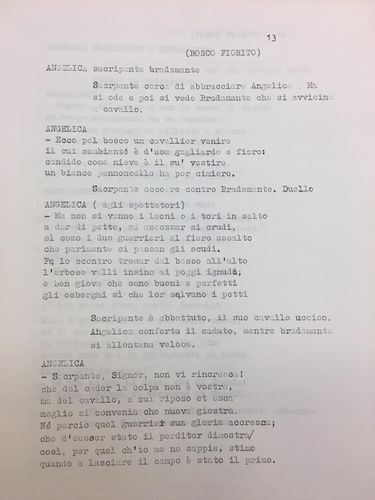 13
(BOSCO FIORITO)
ANGELICA sacripante bradamante
Sacrpante cerca di abbracciare Angelica . Ma
si ode e poi si vede Bradamante che si avvicina
a cavallo.
ANGELICA
- Ecco pel bosco un cavallier venire
il cui sembiante è d'uom gagliardo e fiero:
candido come nieve è il su' vestire
un bianco pennoncello ha per cimiero.
Sacrpante accorre contro Bradamante. Duello
ANGELICA ( agli spettatori)
- Ma non si vanno i leoni e i tori in salto
a dar di petto, ad accozzar si crudi,
sì come i due guerrieri al fiero assalto
che parimente si passan gli scudi.
Fe lo scontro tremar dal basso all'alto
l'erbose valli insino ai poggi ignudi;
e ben giova che sono buoni e perfetti
gli osberghi sì che lor salvano i petti
Sacripante è abbattuto, il suo cavallo ucciso.
Angelica conforta il caduto, mentre bradamante
si allontana veloce.
ANGELICA
- Sacrpante, Signor, non vi rincresca!
che del cader la colpa non è vostra,
ma del cavallo, a cui riposo et esca
meglio si convenia che nuova giostra.
Né perciò quel guerrier sua gloria accresca;
che d'esser stato il perditor dimostra/
così, per quel ch'io me no sappia, stimo
quando a lasciare il campo è stato il primo.